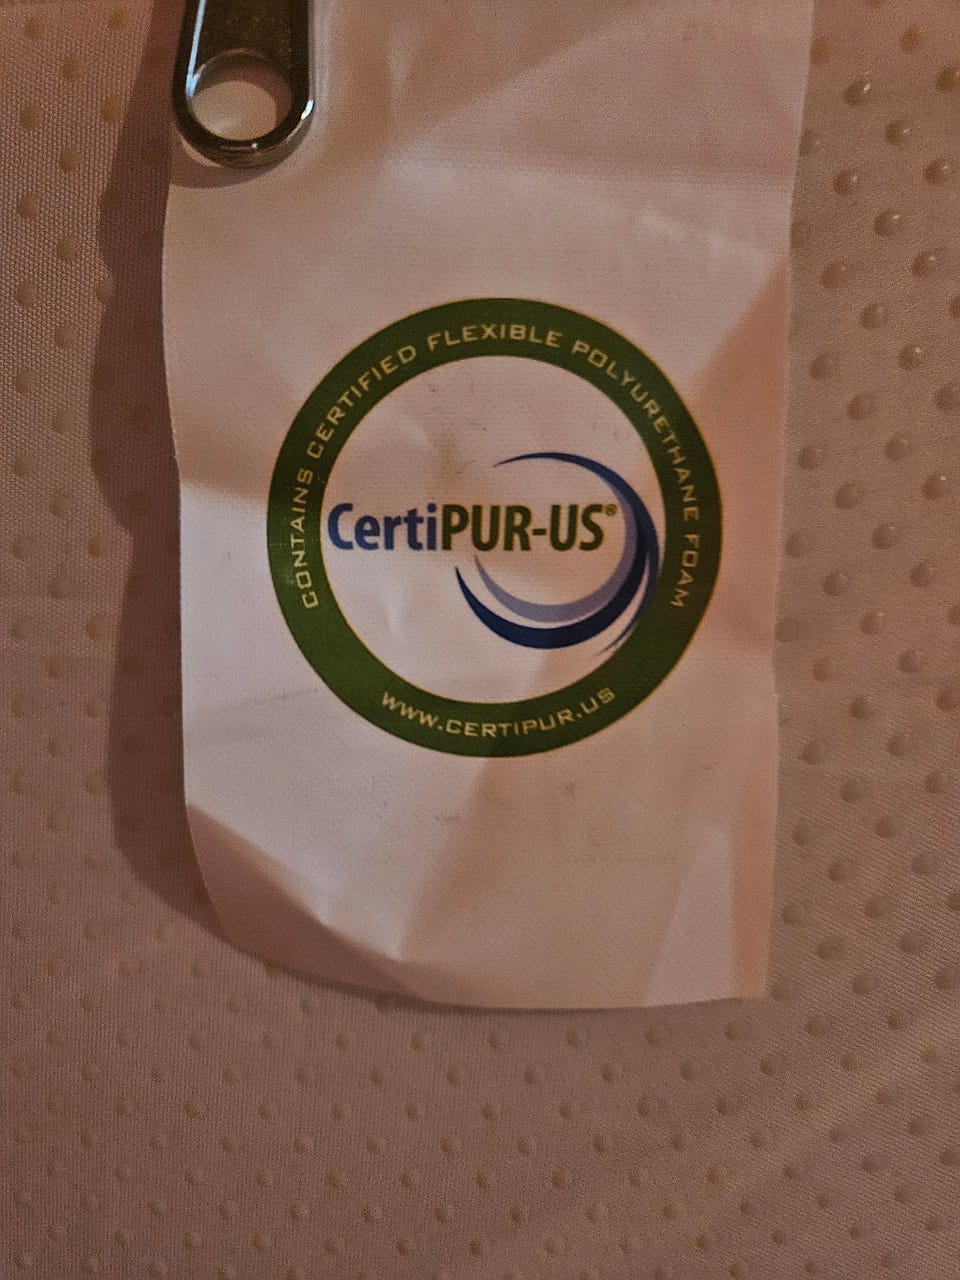 CONTAINS CERTIFIED FLEXIBLE POLYURETHANE FOAM
CertiPUR-US®
WWW.CERTIPUR.US